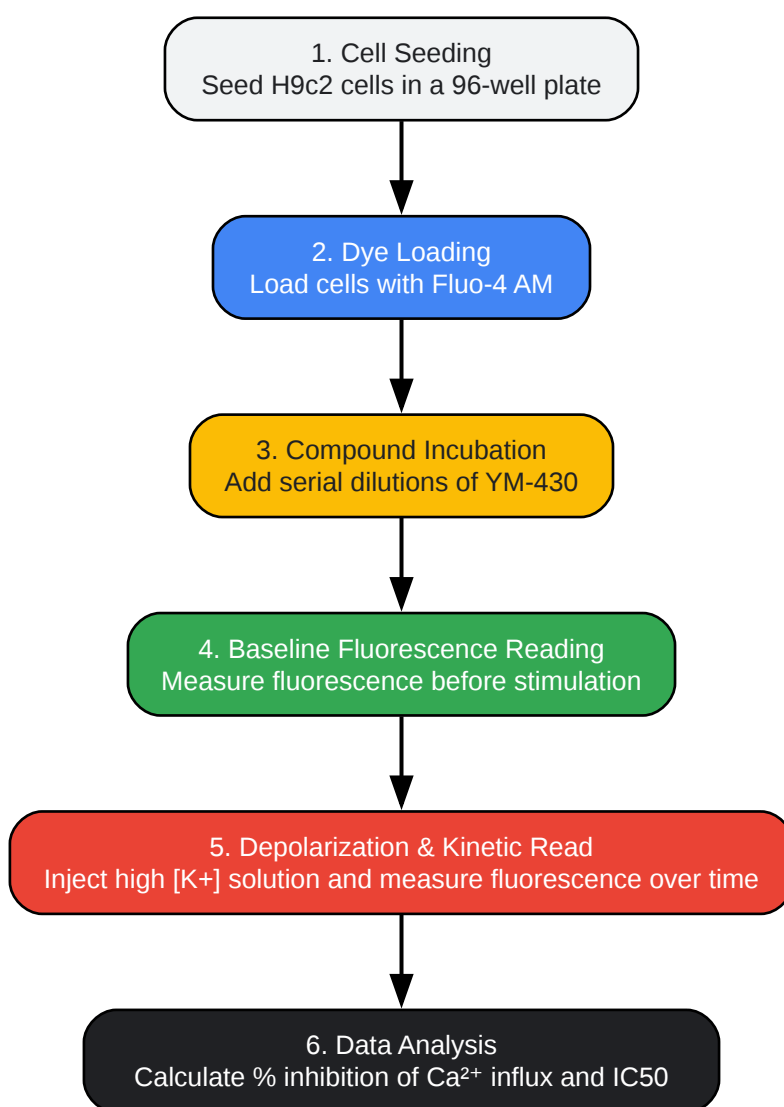 1. Cell Seeding
Seed H9c2 cells in a 96-well plate
2. Dye Loading
Load cells with Fluo-4 AM
3. Compound Incubation
Add serial dilutions of YM-430
4. Baseline Fluorescence Reading
Measure fluorescence before stimulation
5. Depolarization & Kinetic Read
Inject high [K+] solution and measure fluorescence over time
6. Data Analysis
Calculate % inhibition of Ca²⁺ influx and IC50